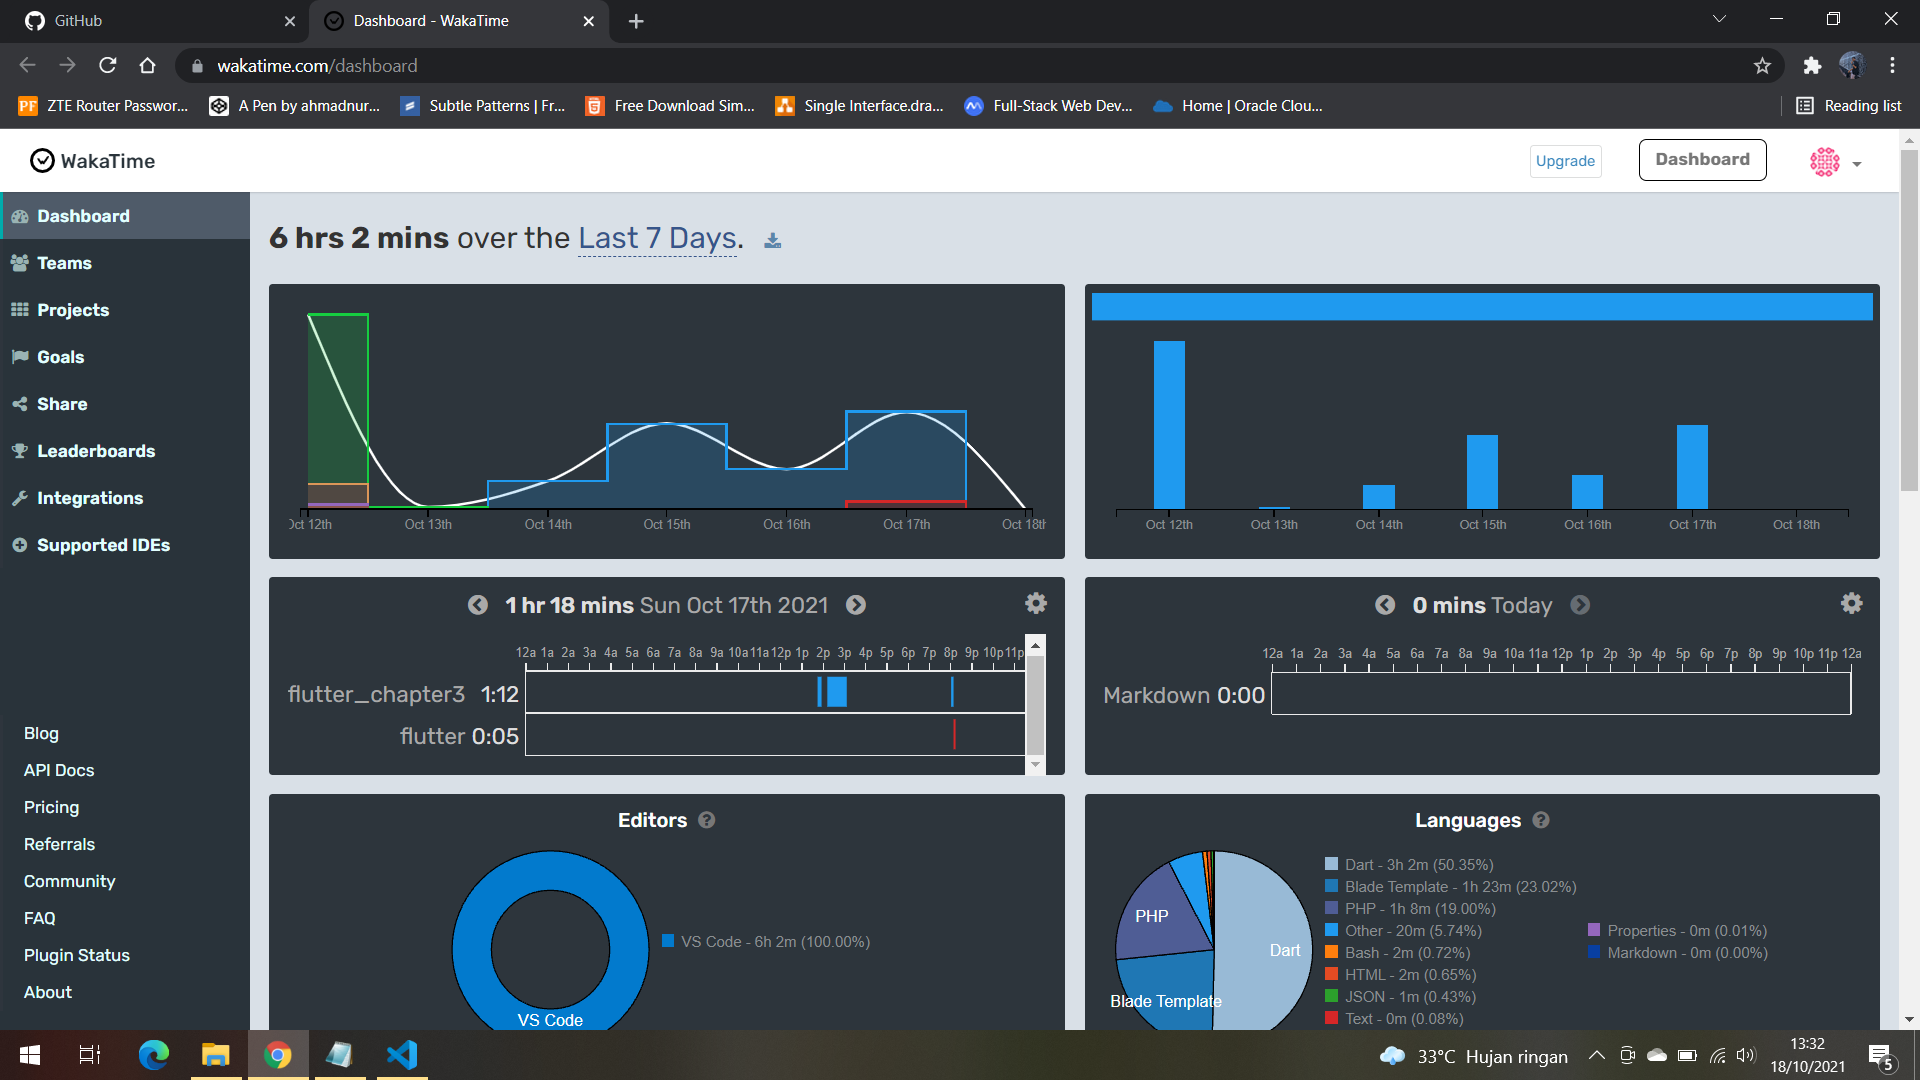 GitHub
Dashboard - WakaTime
wakatime.com/dashboard
ZTE Router Passwor...
A Pen by ahmadnur...
Subtle Patterns | Fr...
Free Download Sim...
Single Interface.dra...
Full-Stack Web Dev...
Home | Oracle Clou...
Reading list
WakaTime
Upgrade
Dashboard
Dashboard
Teams
Projects
Goals
Share
Leaderboards
Integrations
Supported IDEs
Blog
API Docs
Pricing
Referrals
Community
FAQ
Plugin Status
About
6 hrs 2 mins over the Last 7 Days.
Oct 12th Oct 13th Oct 14th Oct 15th Oct 16th Oct 17th Oct 18th
Oct 12th Oct 13th Oct 14th Oct 15th Oct 16th Oct 17th Oct 18th
1 hr 18 mins Sun Oct 17th 2021
12a 1a 2a 3a 4a 5a 6a 7a 8a 9a 10a 11a 12p 1p 2p 3p 4p 5p 6p 7p 8p 9p 10p 11p
flutter_chapter3 1:12
flutter 0:05
0 mins Today
12a 1a 2a 3a 4a 5a 6a 7a 8a 9a 10a 11a 12p 1p 2p 3p 4p 5p 6p 7p 8p 9p 10p 11p 12a
Markdown 0:00
Editors
VS Code - 6h 2m (100.00%)
VS Code
Languages
PHP
Dart
Blade Template
Dart - 3h 2m (50.35%)
Blade Template - 1h 23m (23.02%)
PHP - 1h 8m (19.00%)
Other - 20m (5.74%)
Bash - 2m (0.72%)
HTML - 2m (0.65%)
JSON - 1m (0.43%)
Text - 0m (0.08%)
Properties - 0m (0.01%)
Markdown - 0m (0.00%)
33°C Hujan ringan
13:32
18/10/2021
5